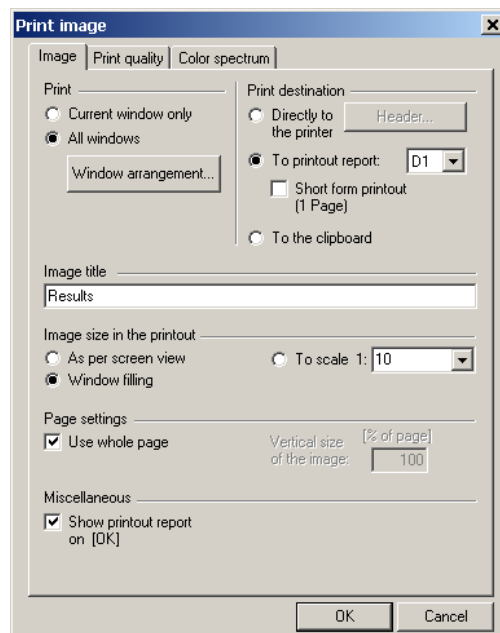 Print image
Image Print quality Color spectrum
Print
Current window only
All windows
Window arrangement...
Print destination
Directly to
the printer
Header...
To printout report: D1
Short form printout
(1 Page)
To the clipboard
Image title
Results
Image size in the printout
As per screen view
Window filling
To scale 1: 10
Page settings
Use whole page
Vertical size
of the image:
[% of page]
100
Miscellaneous
Show printout report
on [OK]
OK Cancel